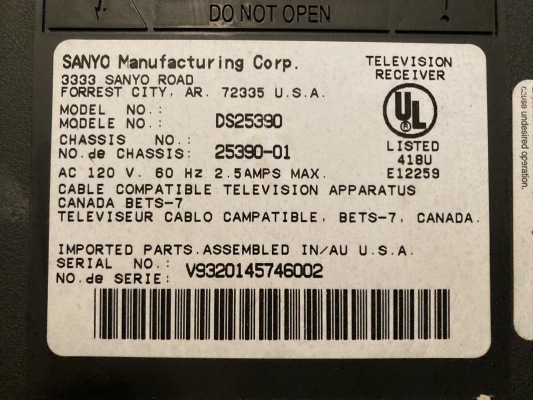 DO NOT OPEN
SANYO Manufacturing Corp.
3333 SANYO ROAD
FORREST CITY, AR. 72335 U.S.A.
TELEVISION
RECEIVER
MODEL NO.:
MODELE NO.: DS25390
UL
®
LISTED
418U
E12259
CHASSIS NO.:
NO.de CHASSIS: 25390-01
AC 120 V. 60 Hz 2.5AMPS MAX.
CABLE COMPATIBLE TELEVISION APPARATUS
CANADA BETS-7
TELEVISEUR CABLO CAMPATIBLE, BETS-7, CANADA.
IMPORTED PARTS.ASSEMBLED IN/AU U.S.A.
SERIAL NO.:
NO.de SERIE: V9320145746002
cause undesired operation.